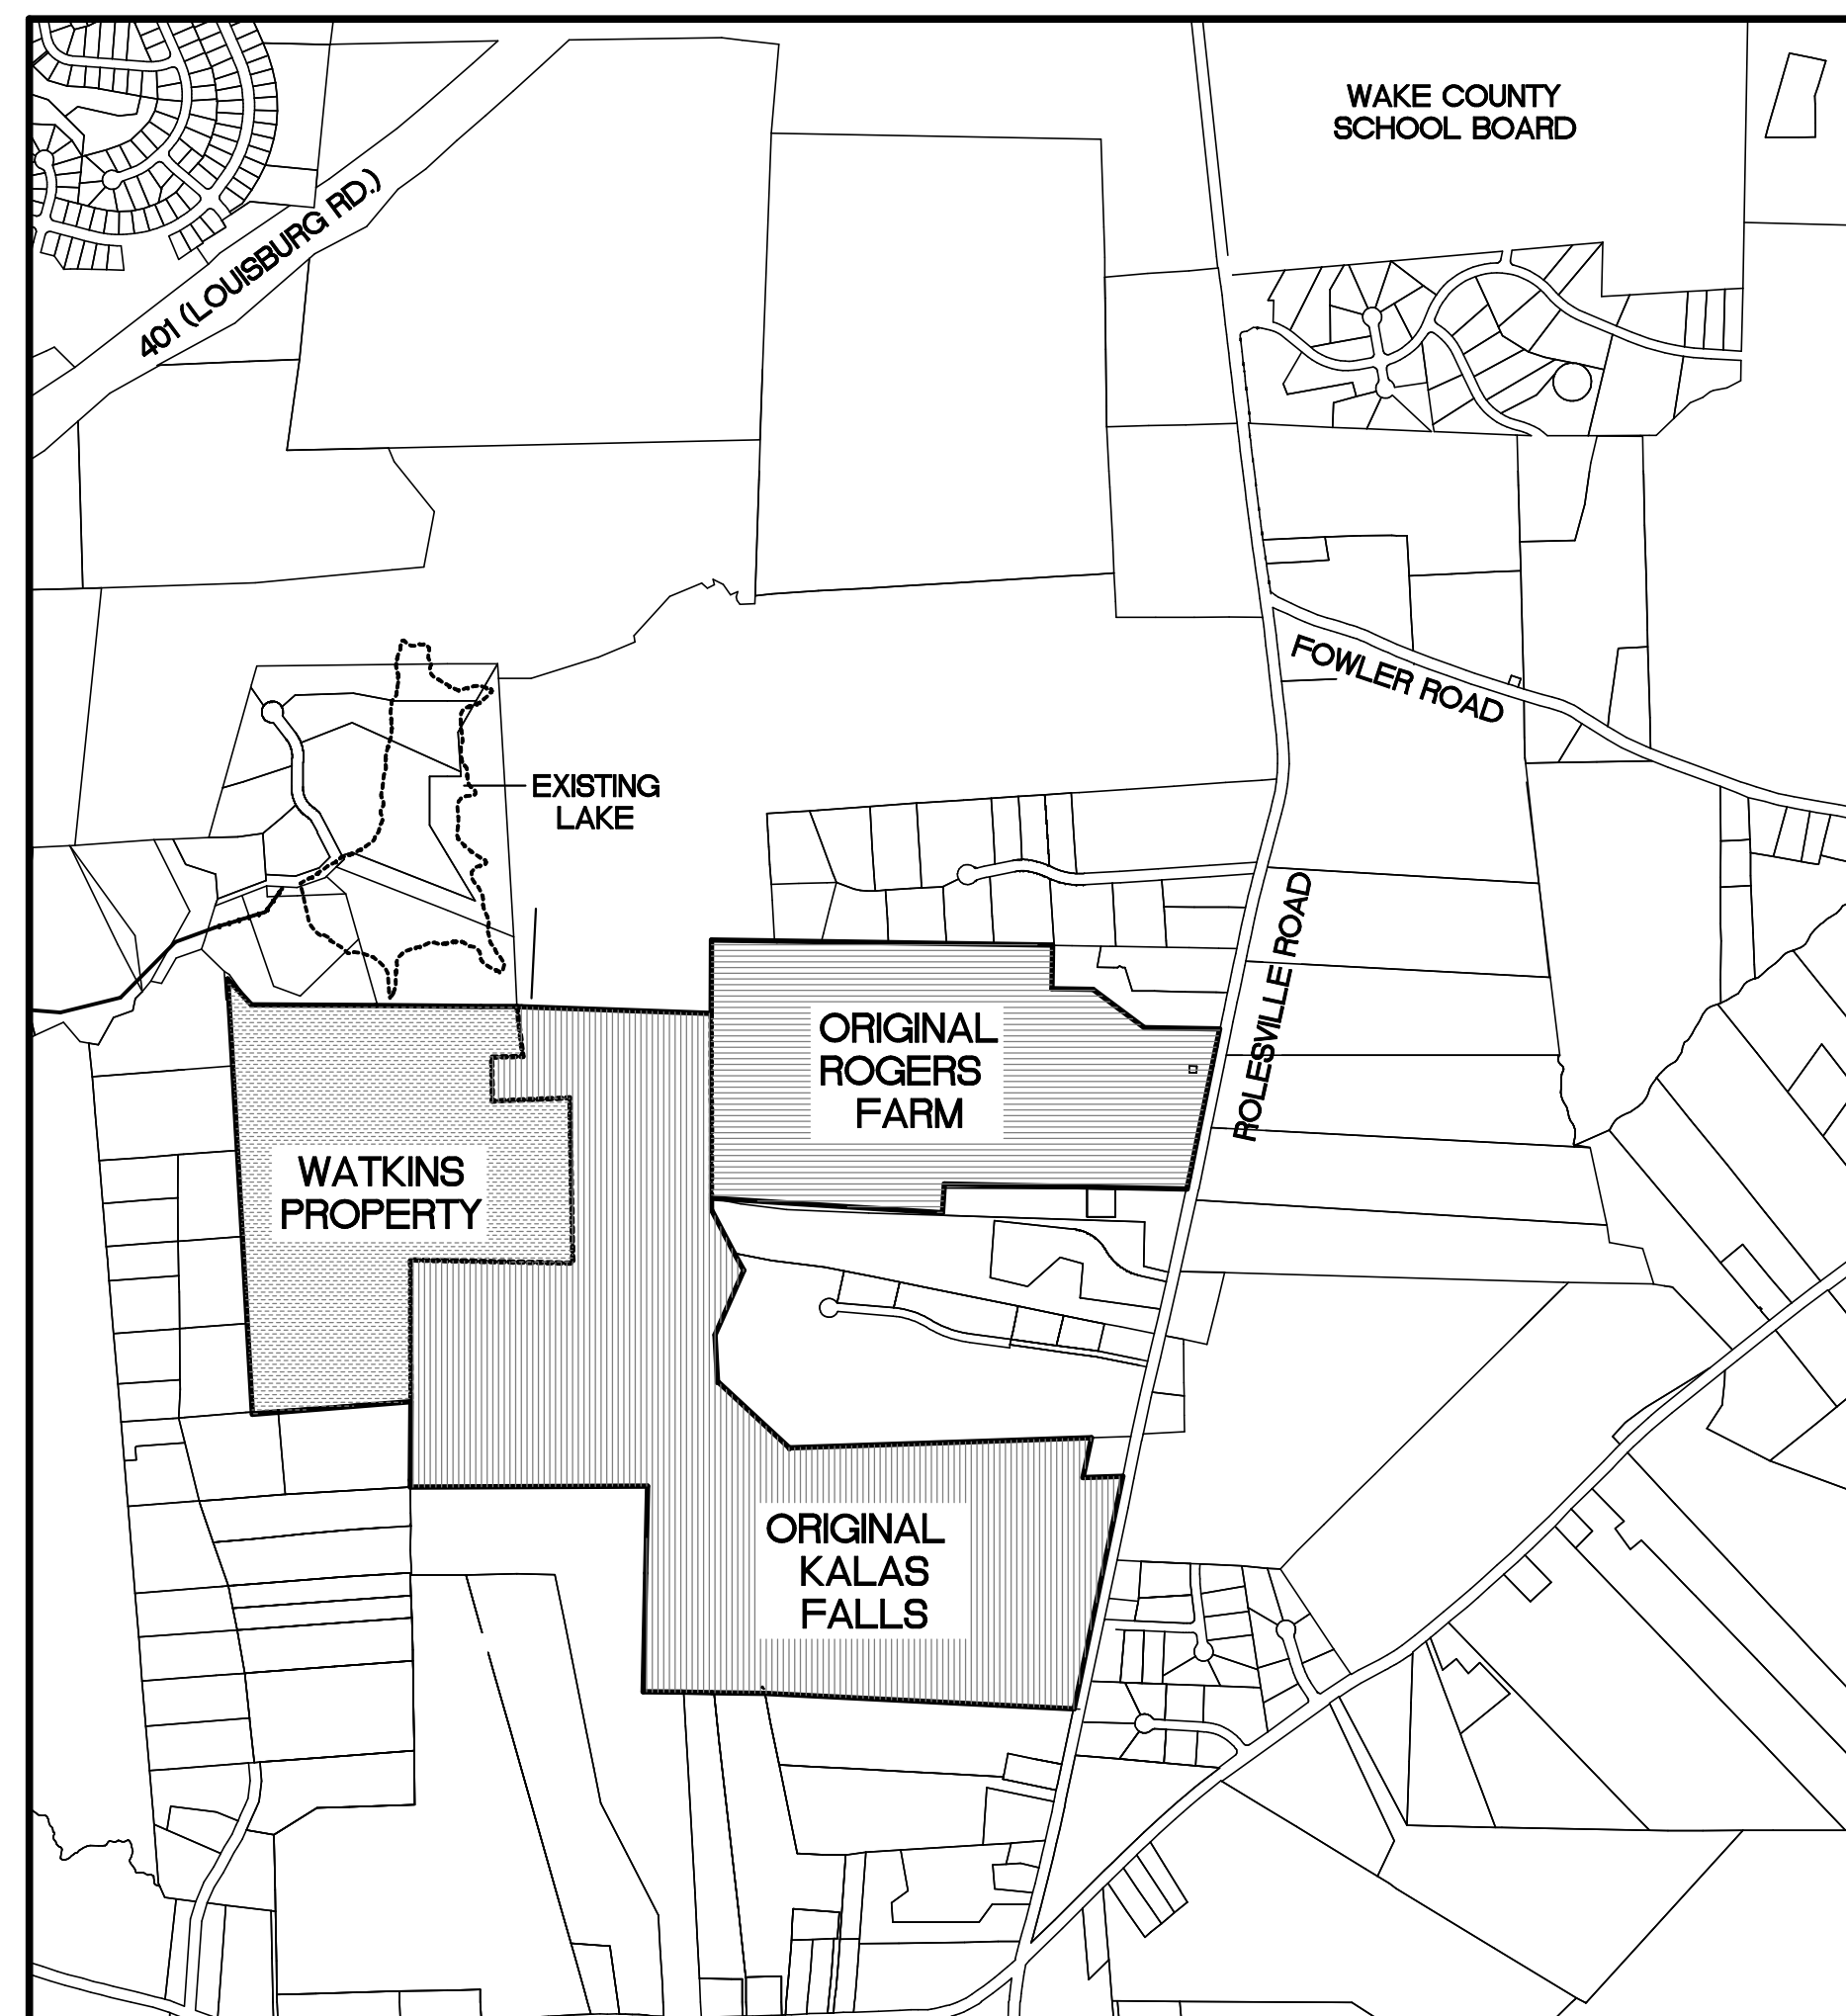 WAKE COUNTY
SCHOOL BOARD
401 (LOUISBURG RD.)
FOWLER ROAD
EXISTING
LAKE
ROLESVILLE ROAD
ORIGINAL
ROGERS
FARM
WATKINS
PROPERTY
ORIGINAL
KALAS
FALLS